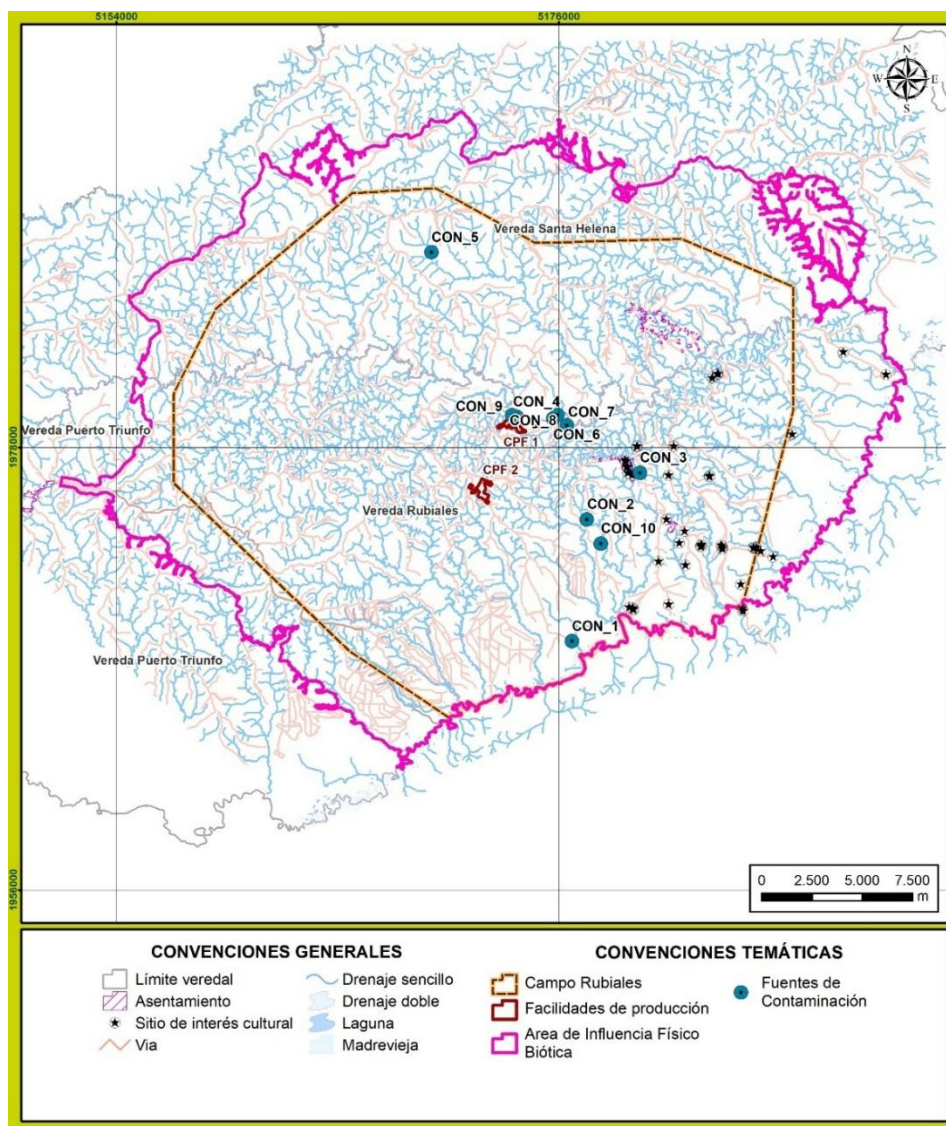 5154000
5176000
N
W E
S
Vereda Santa Helena
CON_5
CON_9
CON_4
CON_7
CON_8
CON_6
CPF 1
Vereda Puerto Triunfo
1978000
CON_3
CPF 2
CON_2
Vereda Rubiales
CON_10
CON_1
Vereda Puerto Triunfo
0 2.500 5.000 7.500
m
1956000
CONVENCIONES GENERALES
Límite veredal
Asentamiento
Sitio de interés cultural
Via
Drenaje sencillo
Drenaje doble
Laguna
Madrevieja
CONVENCIONES TEMÁTICAS
Campo Rubiales
Facilidades de producción
Area de Influencia Físico
Biótica
Fuentes de
Contaminación